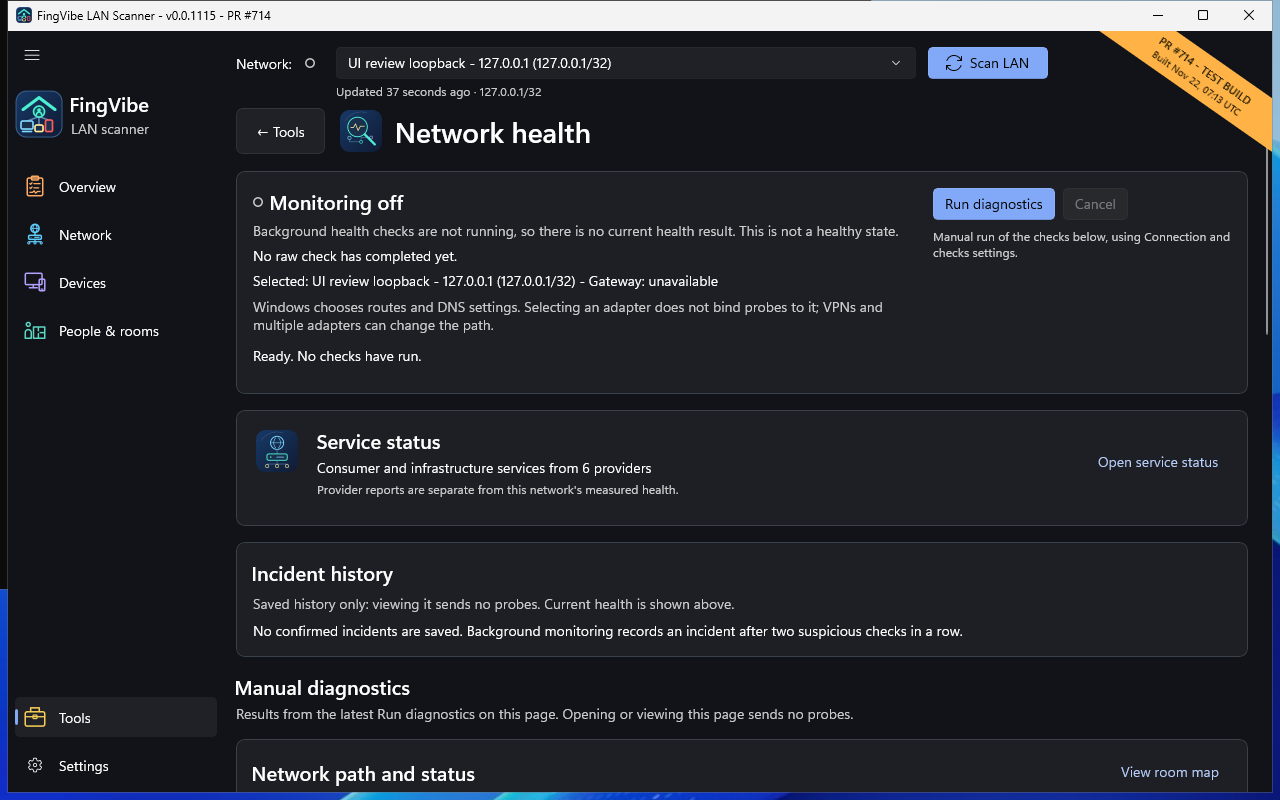 FingVibe LAN Scanner - v0.0.1115 - PR #714
PR #714 - TEST BUILD
Built Nov 22, 07:13 UTC
Network:
UI review loopback - 127.0.0.1 (127.0.0.1/32)
Scan LAN
Updated 37 seconds ago · 127.0.0.1/32
FingVibe
LAN scanner
Overview
Network
Devices
People & rooms
Tools
Settings
← Tools
Network health
Monitoring off
Background health checks are not running, so there is no current health result. This is not a healthy state.
No raw check has completed yet.
Selected: UI review loopback - 127.0.0.1 (127.0.0.1/32) - Gateway: unavailable
Windows chooses routes and DNS settings. Selecting an adapter does not bind probes to it; VPNs and
multiple adapters can change the path.
Ready. No checks have run.
Run diagnostics
Cancel
Manual run of the checks below, using Connection and
checks settings.
Service status
Consumer and infrastructure services from 6 providers
Provider reports are separate from this network's measured health.
Open service status
Incident history
Saved history only: viewing it sends no probes. Current health is shown above.
No confirmed incidents are saved. Background monitoring records an incident after two suspicious checks in a row.
Manual diagnostics
Results from the latest Run diagnostics on this page. Opening or viewing this page sends no probes.
Network path and status
View room map